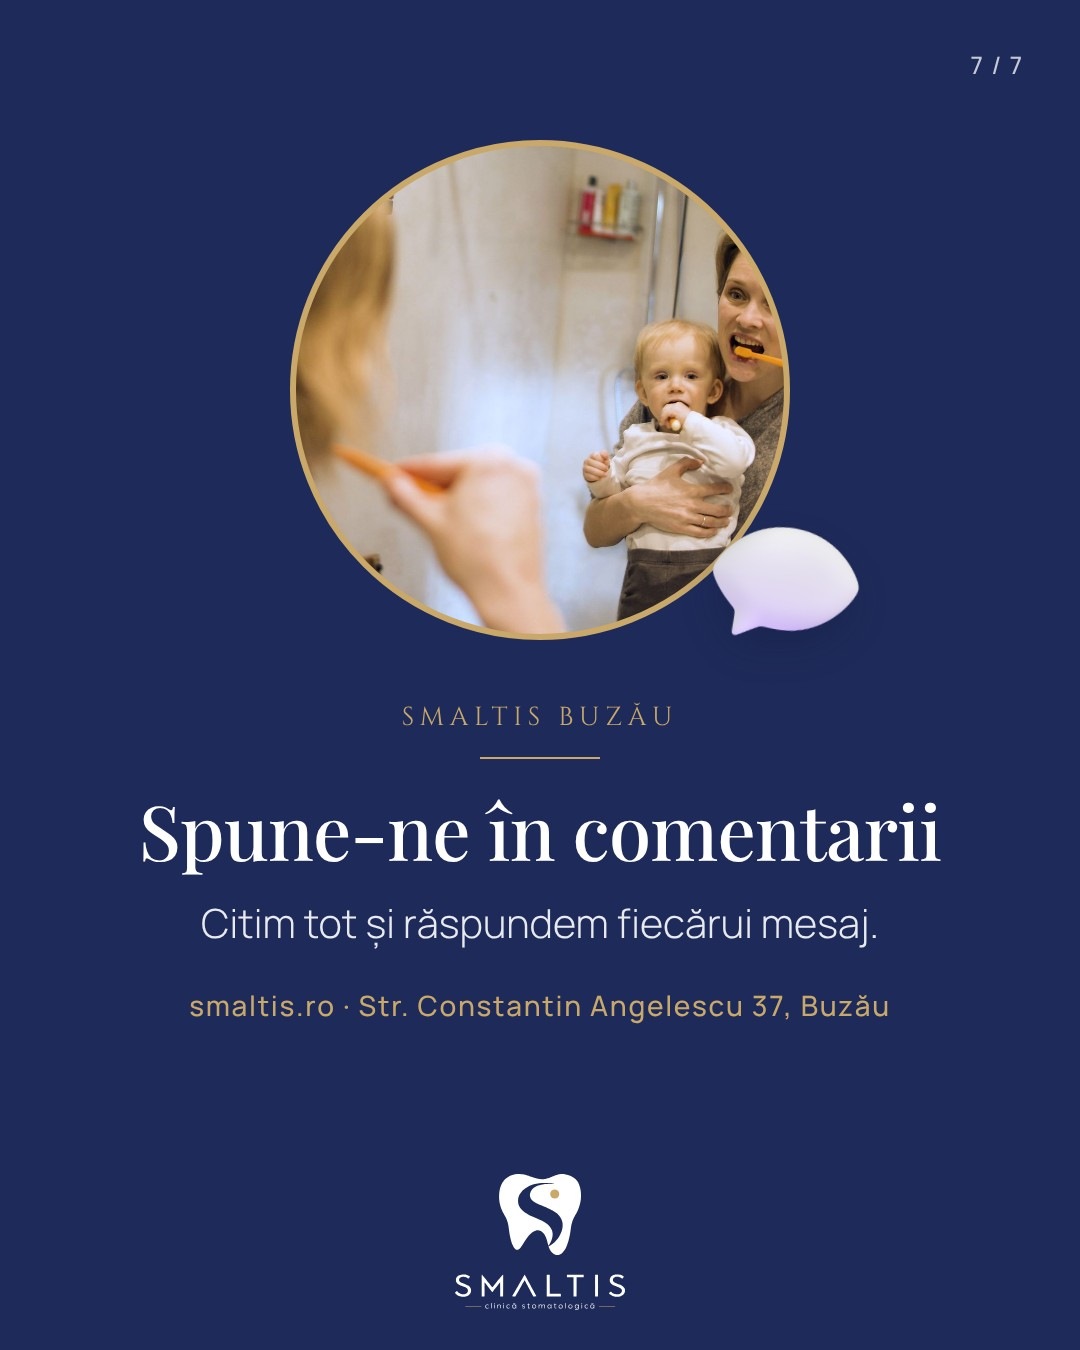 7 / 7
SMALTIS BUZĂU
Spune-ne în comentarii
Citim tot și răspundem fiecărui mesaj.
smaltis.ro · Str. Constantin Angelescu 37, Buzău
SMALTIS
clinică stomatologică